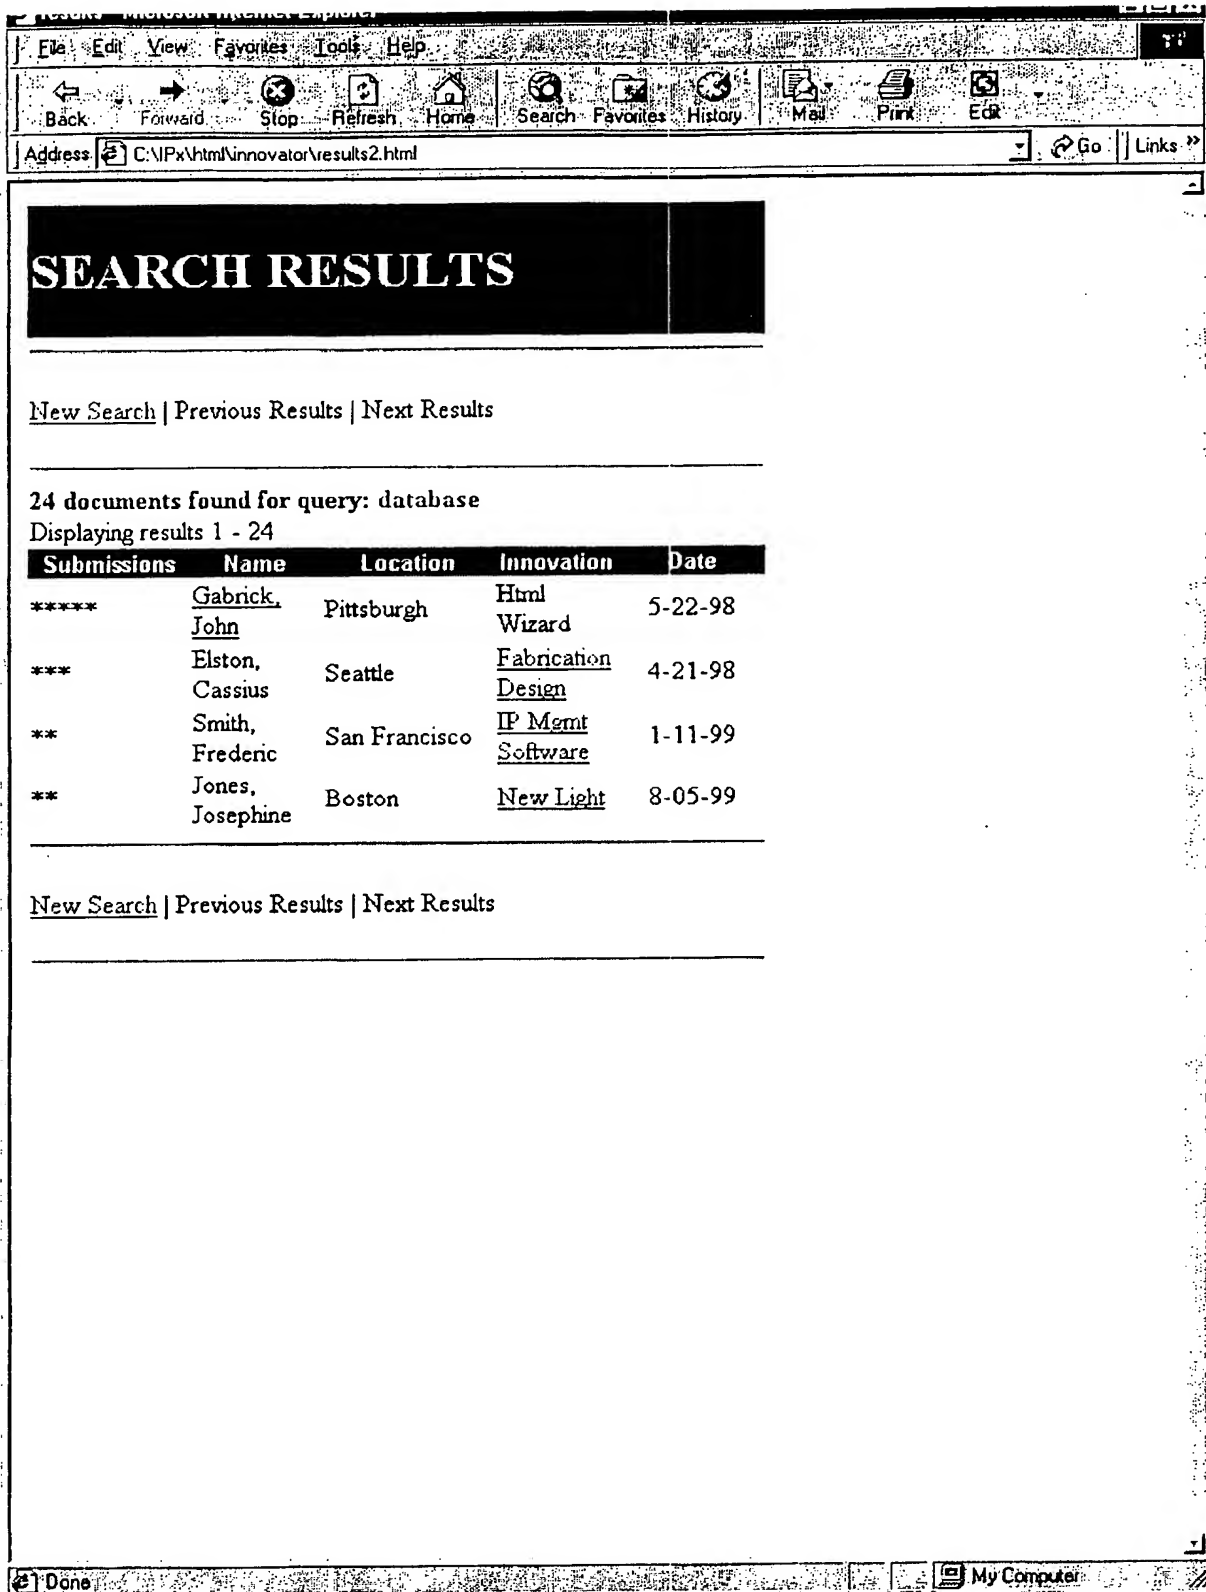 results - Microsoft Internet Explorer
File Edit View Favorites Tools Help
Back Forward Stop Refresh Home Search Favorites History Mail Print Edit
Address C:\IPx\html\innovator\results2.html Go Links »
SEARCH RESULTS
New Search | Previous Results | Next Results
24 documents found for query: database
Displaying results 1 - 24
Submissions Name Location Innovation Date
***** Gabrick, John Pittsburgh Html Wizard 5-22-98
*** Elston, Cassius Seattle Fabrication Design 4-21-98
** Smith, Frederic San Francisco IP Mgmt Software 1-11-99
** Jones, Josephine Boston New Light 8-05-99
New Search | Previous Results | Next Results
Done My Computer